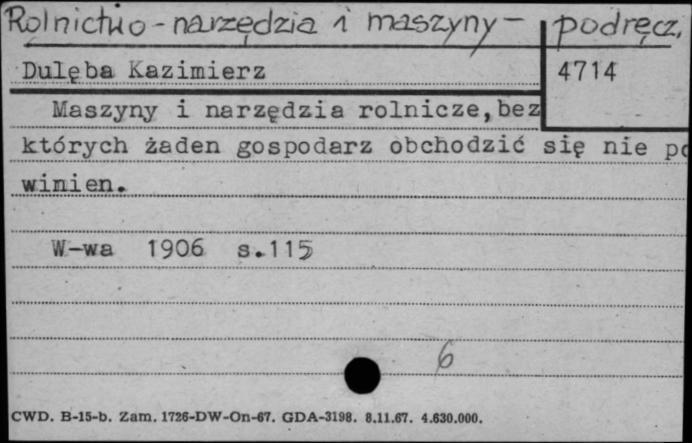 Rolnictwo - narzędzia i maszyny - podręcz.
Dulęba Kazimierz
4714
Maszyny i narzędzia rolnicze, bez
których żaden gospodarz obchodzić się nie po
winien.
W-wa 1906 s.115
6
CWD. B-15-b. Zam. 1726-DW-On-67. GDA-3198. 8.11.67. 4.630.000.